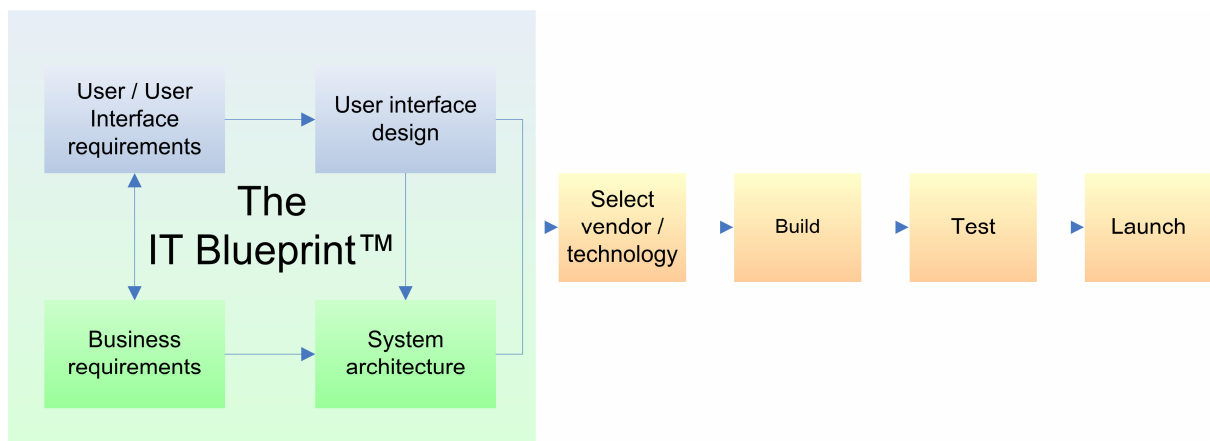 User / User
Interface
requirements
User interface
design
The
IT Blueprint™
Business
requirements
System
architecture
Select
vendor /
technology
Build
Test
Launch